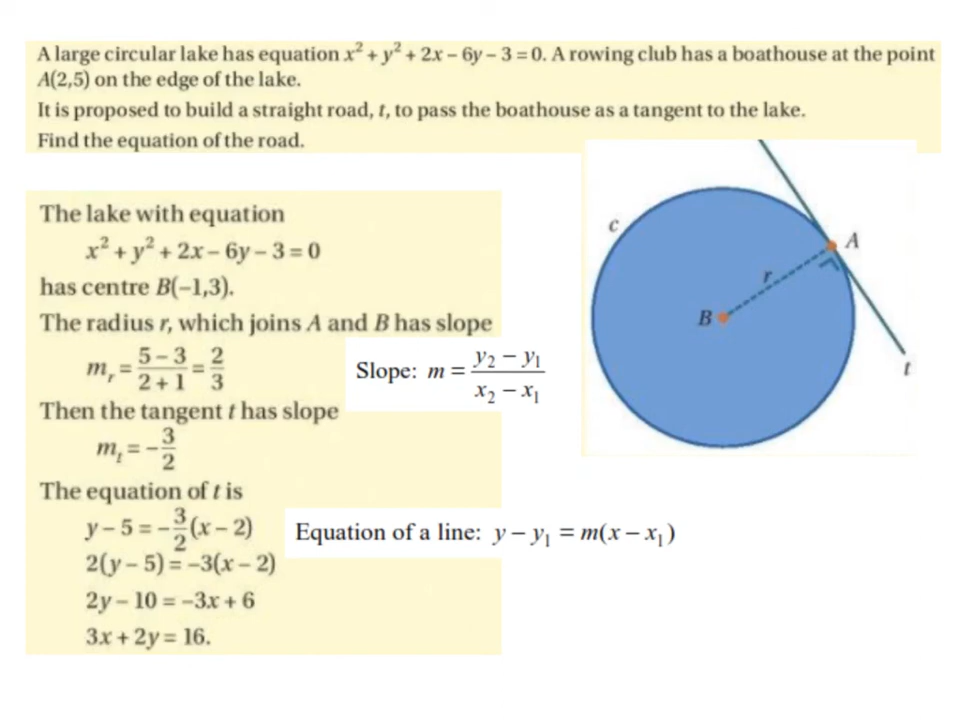 A large circular lake has equation x² + y² + 2x – 6y – 3 = 0. A rowing club has a boathouse at the point
A(2,5) on the edge of the lake.
It is proposed to build a straight road, t, to pass the boathouse as a tangent to the lake.
Find the equation of the road.
The lake with equation
x² + y² + 2x – 6y – 3 = 0
has centre B(–1,3).
The radius r, which joins A and B has slope
mᵣ = (5 – 3)/(2 + 1) = 2/3
Slope: m = (y₂ – y₁)/(x₂ – x₁)
Then the tangent t has slope
mₜ = –3/2
The equation of t is
y – 5 = –3/2(x – 2)
Equation of a line: y – y₁ = m(x – x₁)
2(y – 5) = –3(x – 2)
2y – 10 = –3x + 6
3x + 2y = 16.
c
A
r
B
t